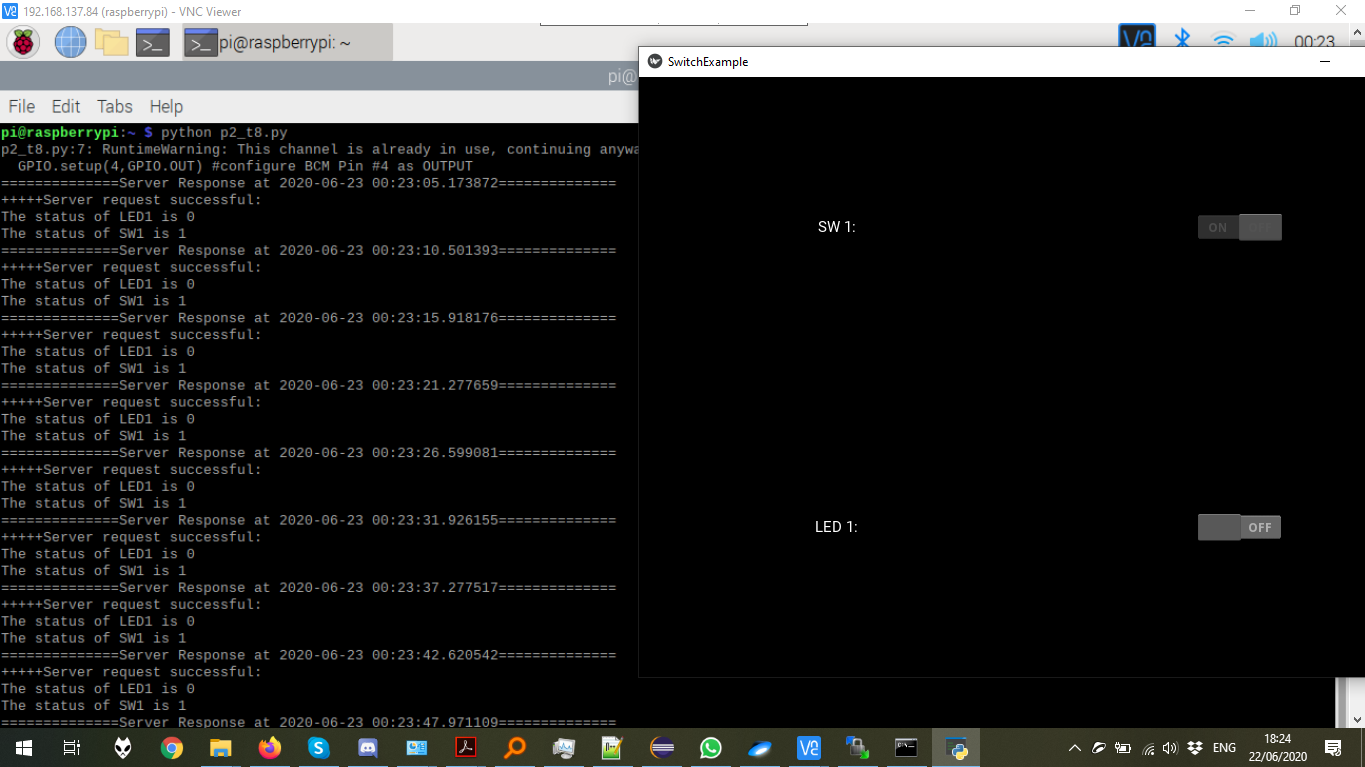 192.168.137.84 (raspberrypi) - VNC Viewer
pi@raspberrypi: ~
00:23
pi@
File Edit Tabs Help
pi@raspberrypi:~ $ python p2_t8.py
p2_t8.py:7: RuntimeWarning: This channel is already in use, continuing anywa
GPIO.setup(4,GPIO.OUT) #configure BCM Pin #4 as OUTPUT
==============Server Response at 2020-06-23 00:23:05.173872==============
+++++Server request successful:
The status of LED1 is 0
The status of SW1 is 1
==============Server Response at 2020-06-23 00:23:10.501393==============
+++++Server request successful:
The status of LED1 is 0
The status of SW1 is 1
==============Server Response at 2020-06-23 00:23:15.918176==============
+++++Server request successful:
The status of LED1 is 0
The status of SW1 is 1
==============Server Response at 2020-06-23 00:23:21.277659==============
+++++Server request successful:
The status of LED1 is 0
The status of SW1 is 1
==============Server Response at 2020-06-23 00:23:26.599081==============
+++++Server request successful:
The status of LED1 is 0
The status of SW1 is 1
==============Server Response at 2020-06-23 00:23:31.926155==============
+++++Server request successful:
The status of LED1 is 0
The status of SW1 is 1
==============Server Response at 2020-06-23 00:23:37.277517==============
+++++Server request successful:
The status of LED1 is 0
The status of SW1 is 1
==============Server Response at 2020-06-23 00:23:42.620542==============
+++++Server request successful:
The status of LED1 is 0
The status of SW1 is 1
==============Server Response at 2020-06-23 00:23:47.971109==============
SwitchExample
SW 1:
ON
LED 1:
OFF
ENG
18:24
22/06/2020